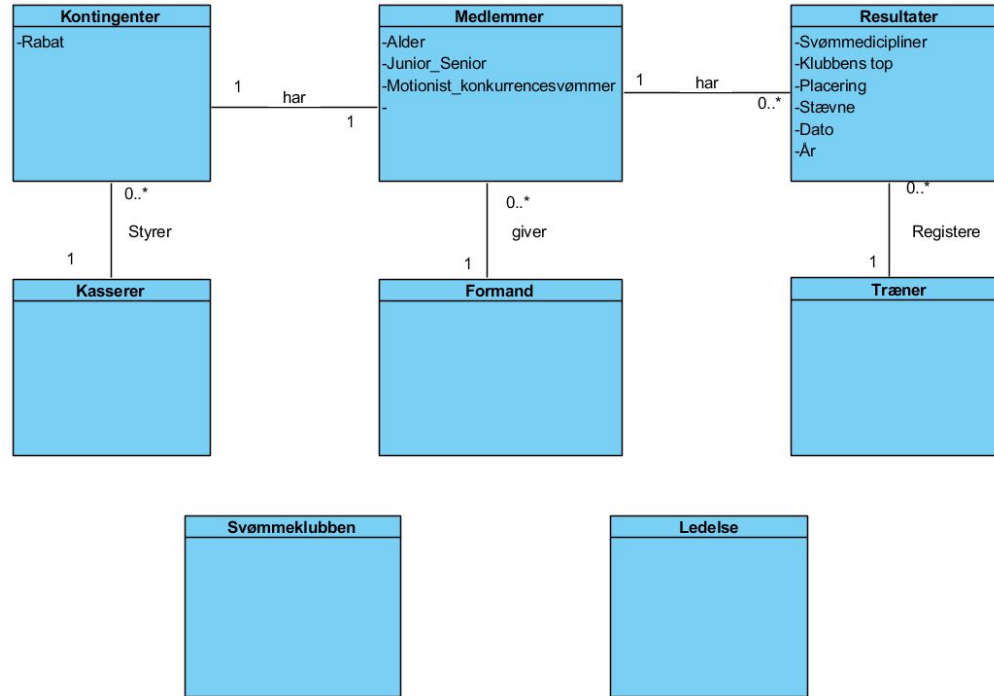 Kontingenter
-Rabat
Medlemmer
-Alder
-Junior_Senior
-Motionist_konkurrencesvømmer
-
Resultater
-Svømmedicipliner
-Klubbens top
-Placering
-Stævne
-Dato
-År
1
har
1
1
har
0..*
0..*
Styrer
1
0..*
giver
1
0..*
Registere
1
Kasserer
Formand
Træner
Svømmeklubben
Ledelse